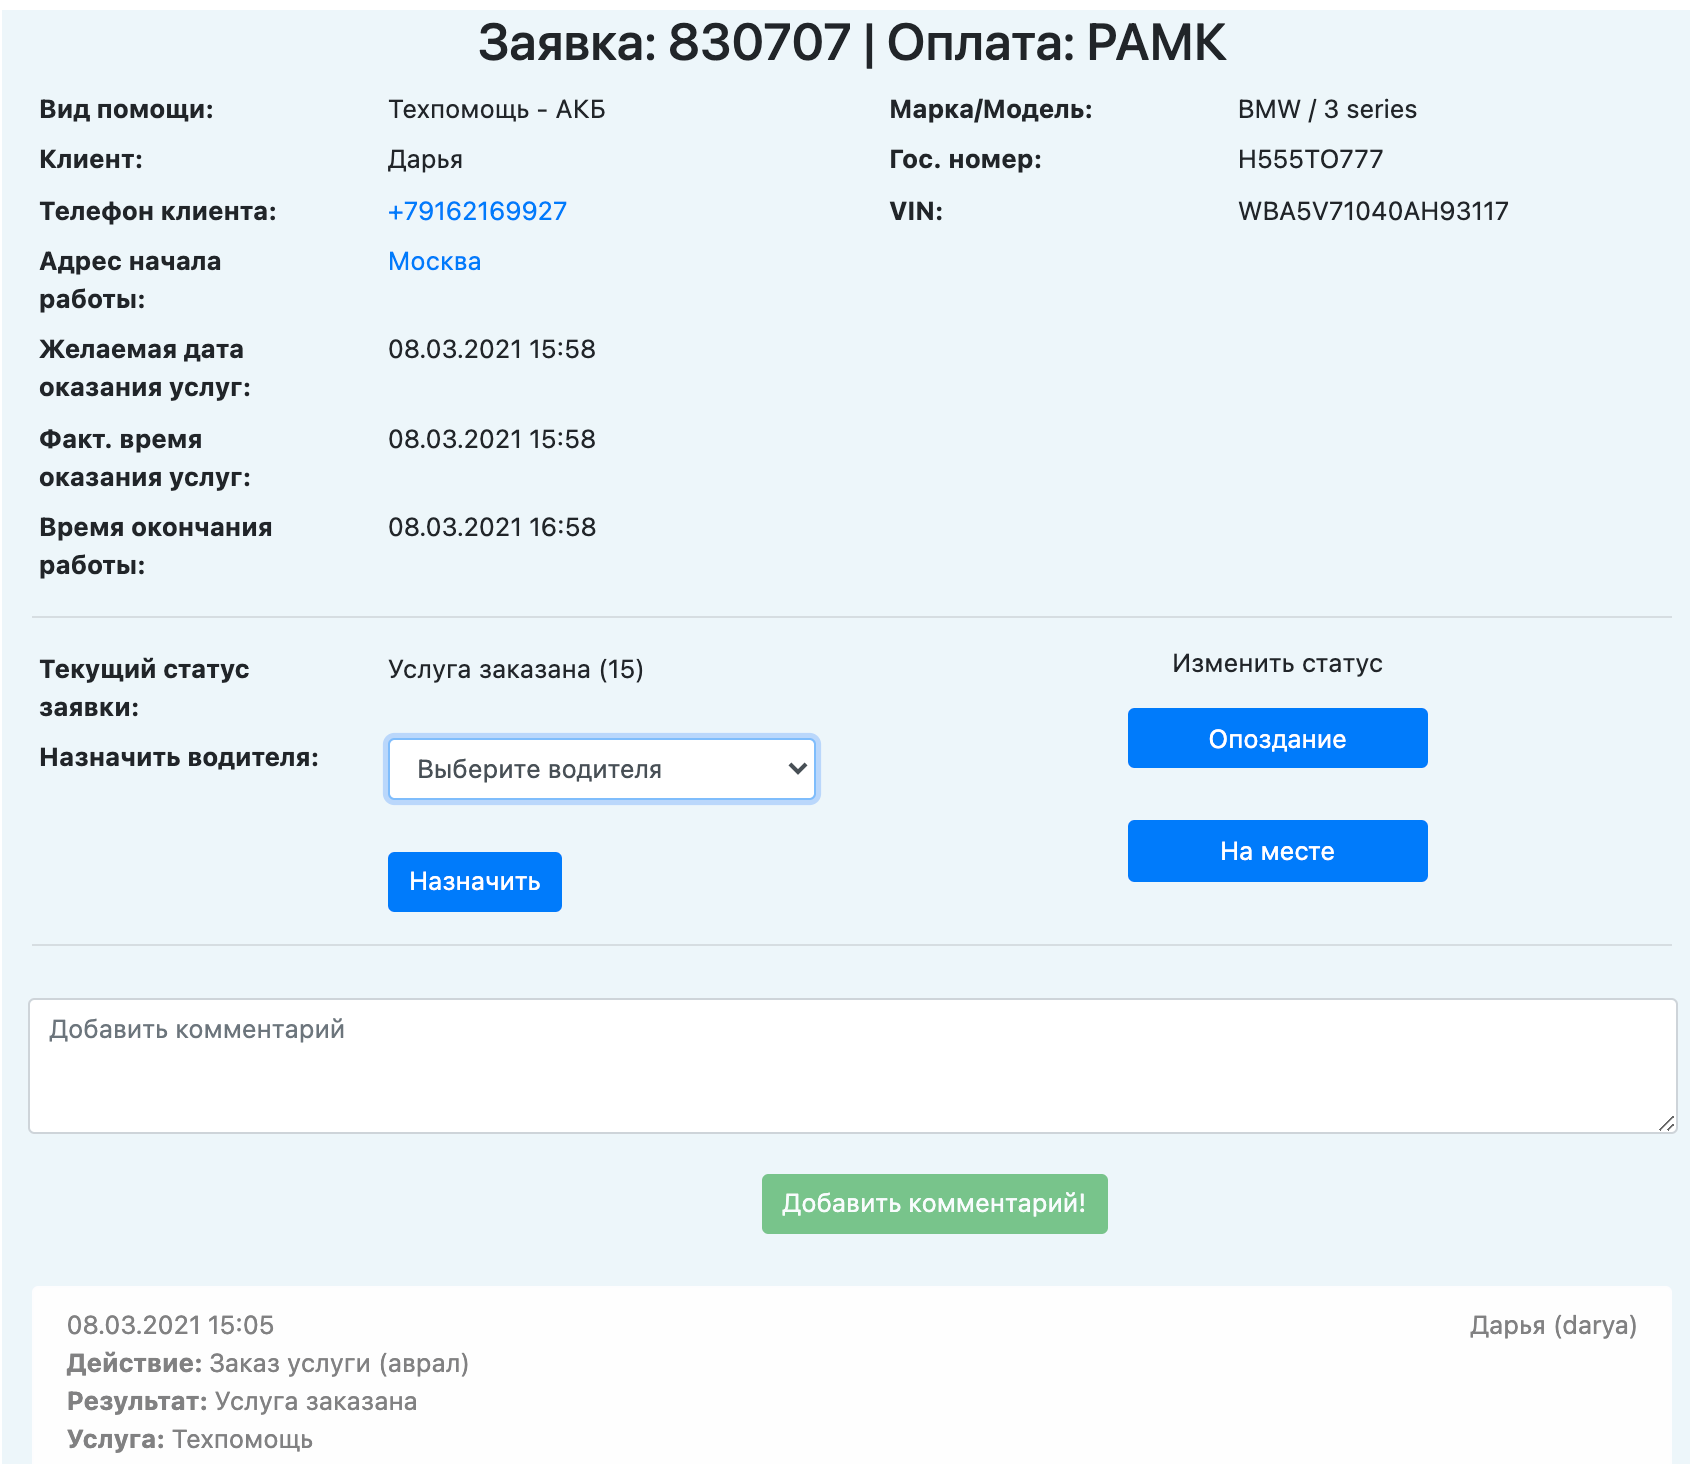 Заявка: 830707 | Оплата: РАМК
Вид помощи: Техпомощь - АКБ Марка/Модель: BMW / 3 series
Клиент: Дарья Гос. номер: Н555ТО777
Телефон клиента: +79162169927 VIN: WBA5V71040AH93117
Адрес начала работы: Москва
Желаемая дата оказания услуг: 08.03.2021 15:58
Факт. время оказания услуг: 08.03.2021 15:58
Время окончания работы: 08.03.2021 16:58
Текущий статус заявки: Услуга заказана (15)
Изменить статус
Опоздание
Назначить водителя: Выберите водителя
На месте
Назначить
Добавить комментарий
Добавить комментарий!
08.03.2021 15:05 Дарья (darya)
Действие: Заказ услуги (аврал)
Результат: Услуга заказана
Услуга: Техпомощь